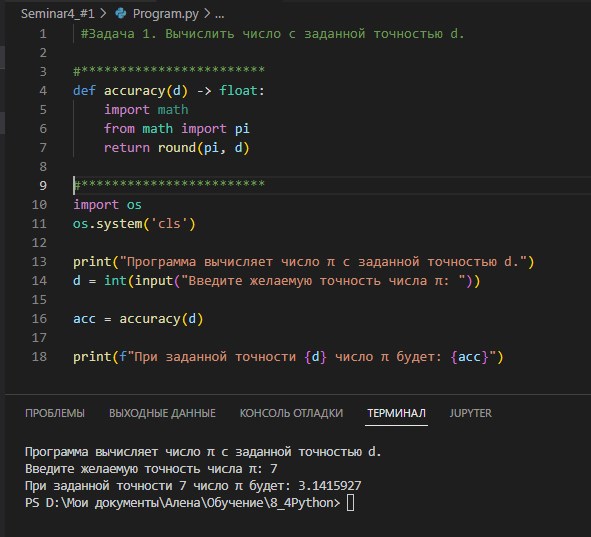 Seminar4_#1 > Program.py > ...
1 #Задача 1. Вычислить число с заданной точностью d.
2
3 #************************
4 def accuracy(d) -> float:
5 import math
6 from math import pi
7 return round(pi, d)
8
9 #************************
10 import os
11 os.system('cls')
12
13 print("Программа вычисляет число π с заданной точностью d.")
14 d = int(input("Введите желаемую точность числа π: "))
15
16 acc = accuracy(d)
17
18 print(f"При заданной точности {d} число π будет: {acc}")
ПРОБЛЕМЫ ВЫХОДНЫЕ ДАННЫЕ КОНСОЛЬ ОТЛАДКИ ТЕРМИНАЛ JUPYTER
Программа вычисляет число π с заданной точностью d.
Введите желаемую точность числа π: 7
При заданной точности 7 число π будет: 3.1415927
PS D:\Мои документы\Алена\Обучение\8_4Python>